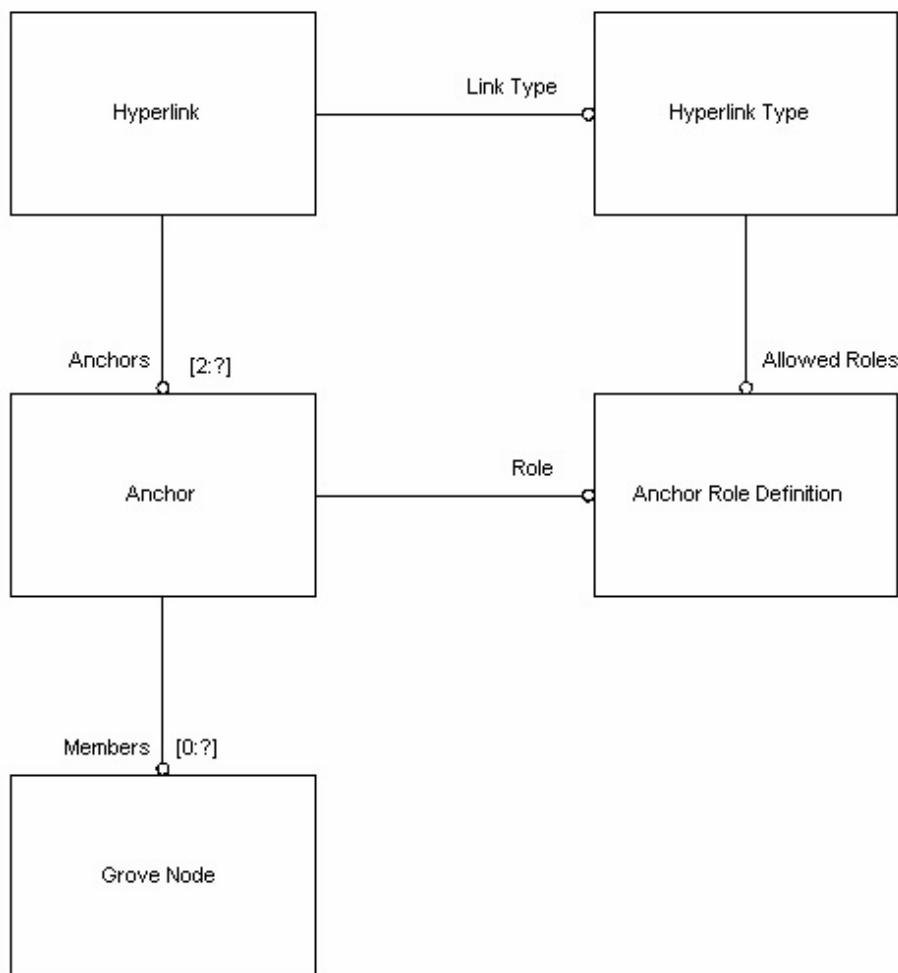 Link Type
Hyperlink
Hyperlink Type
Anchors [2:?]
Allowed Roles
Role
Anchor
Anchor Role Definition
Members [0:?]
Grove Node